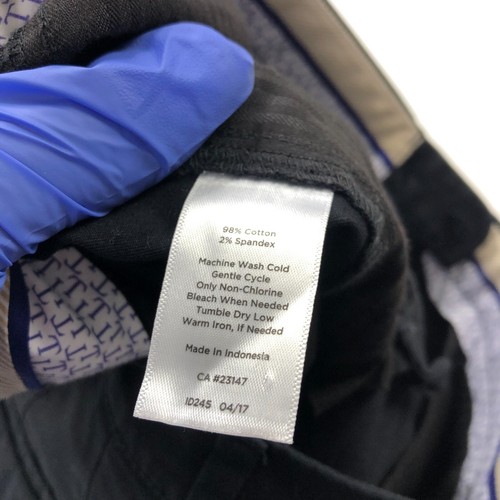 98% Cotton
2% Spandex
Machine Wash Cold
Gentle Cycle
Only Non-Chlorine
Bleach When Needed
Tumble Dry Low
Warm Iron, If Needed
Made in Indonesia
CA #23147
ID245 04/17